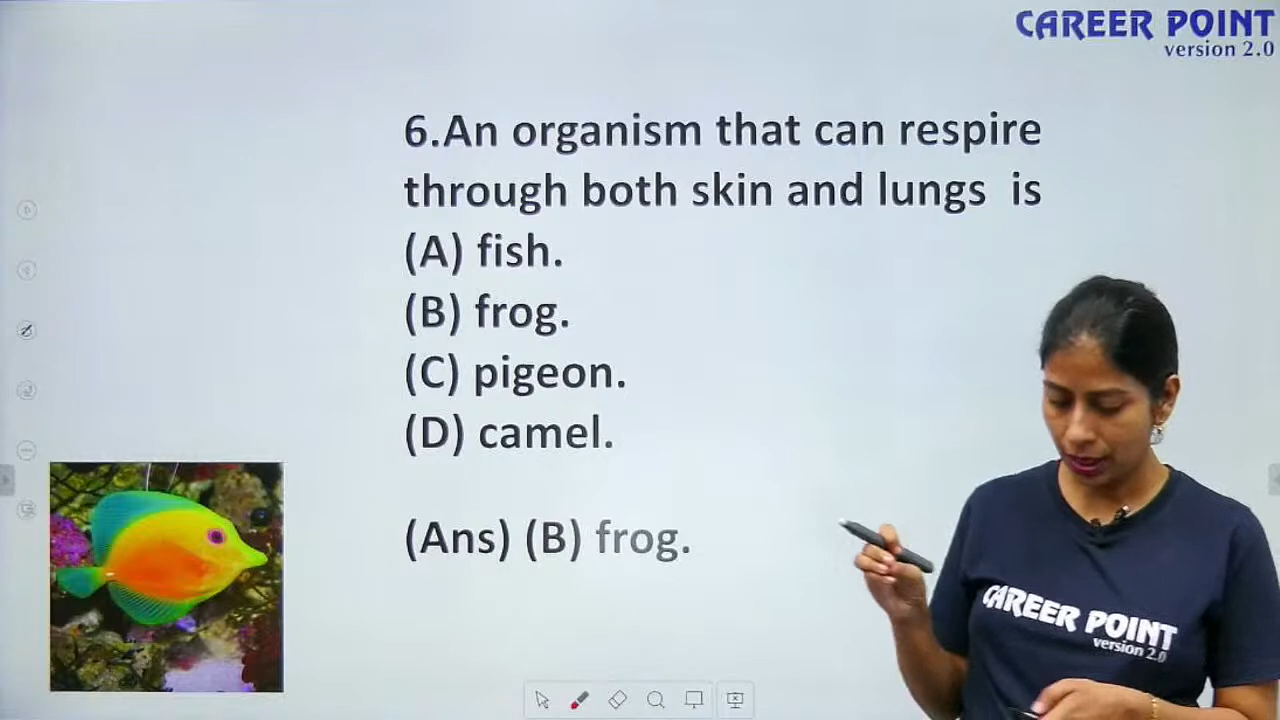 CAREER POINT
version 2.0
6.An organism that can respire
through both skin and lungs is
(A) fish.
(B) frog.
(C) pigeon.
(D) camel.
(Ans) (B) frog.
CAREER POINT
version 2.0